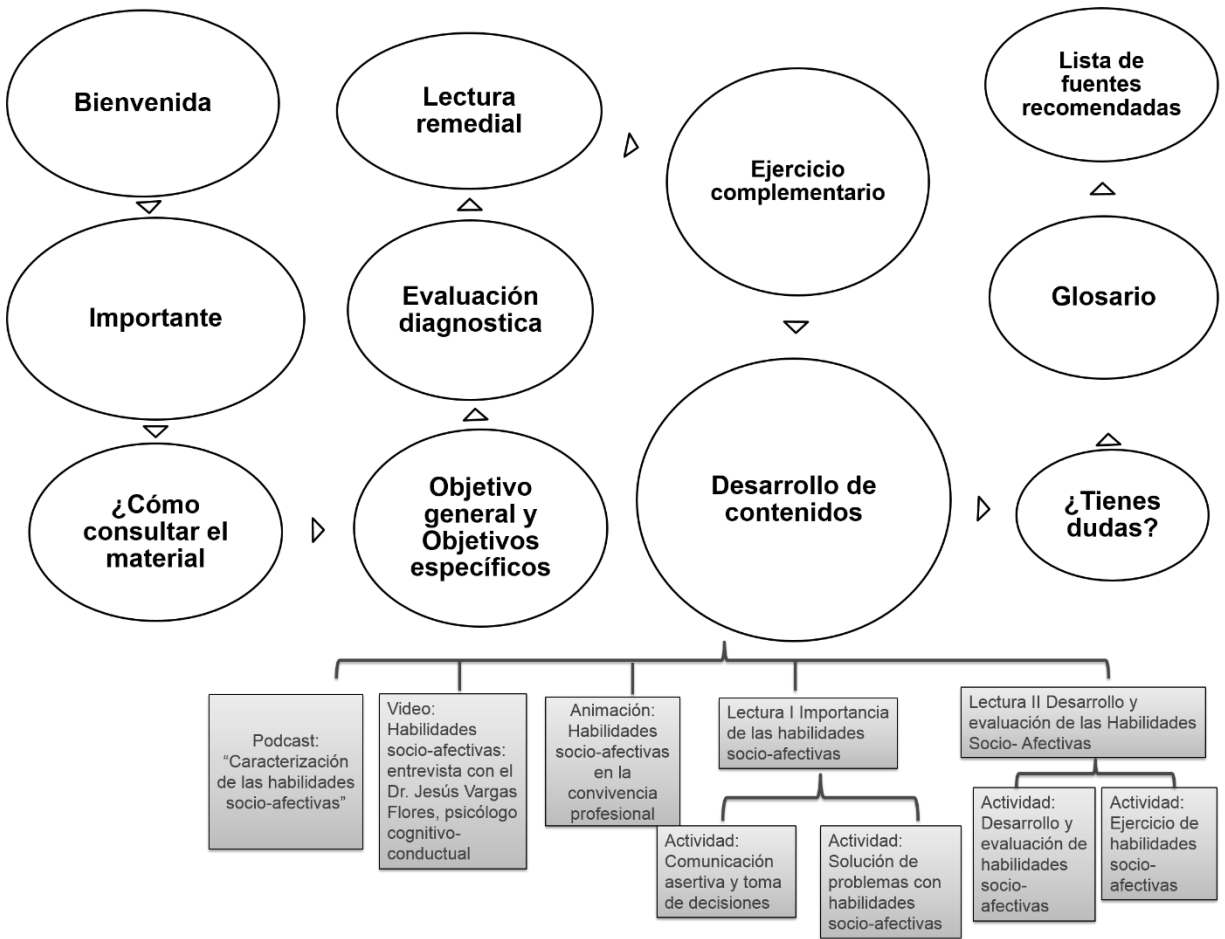 Bienvenida
Importante
¿Cómo
consultar el
material
Objetivo
general y
Objetivos
específicos
Evaluación
diagnostica
Lectura
remedial
Ejercicio
complementario
Desarrollo de
contenidos
¿Tienes
dudas?
Glosario
Lista de
fuentes
recomendadas
Podcast:
“Caracterización
de las habilidades
socio-afectivas”
Video:
Habilidades
socio-afectivas:
entrevista con el
Dr. Jesús Vargas
Flores, psicólogo
cognitivo-
conductual
Animación:
Habilidades
socio-afectivas
en la
convivencia
profesional
Lectura I Importancia
de las habilidades
socio-afectivas
Actividad:
Comunicación
asertiva y toma
de decisiones
Actividad:
Solución de
problemas con
habilidades
socio-afectivas
Lectura II Desarrollo y
evaluación de las Habilidades
Socio- Afectivas
Actividad:
Desarrollo y
evaluación de
habilidades
socio-
afectivas
Actividad:
Ejercicio de
habilidades
socio-
afectivas